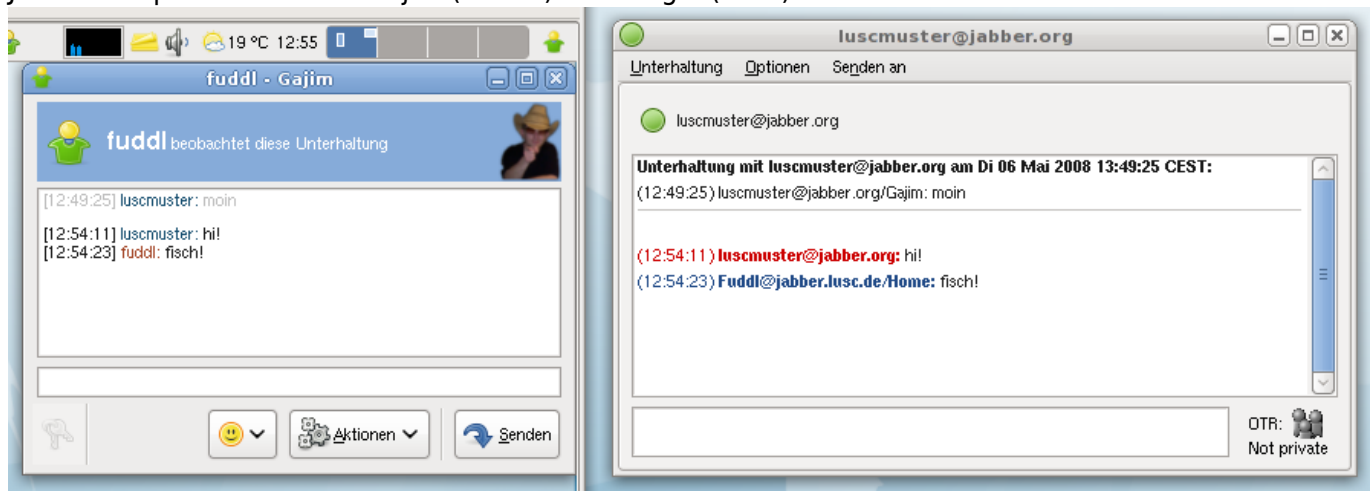 19 °C 12:55
fuddl - Gajim
fuddl beobachtet diese Unterhaltung
[12:49:25] luscmuster: moin
[12:54:11] luscmuster: hi!
[12:54:23] fuddl: fisch!
Aktionen
Senden
luscmuster@jabber.org
Unterhaltung Optionen Senden an
luscmuster@jabber.org
Unterhaltung mit luscmuster@jabber.org am Di 06 Mai 2008 13:49:25 CEST:
(12:49:25) luscmuster@jabber.org/Gajim: moin
(12:54:11) luscmuster@jabber.org: hi!
(12:54:23) Fuddl@jabber.lusc.de/Home: fisch!
OTR:
Not private